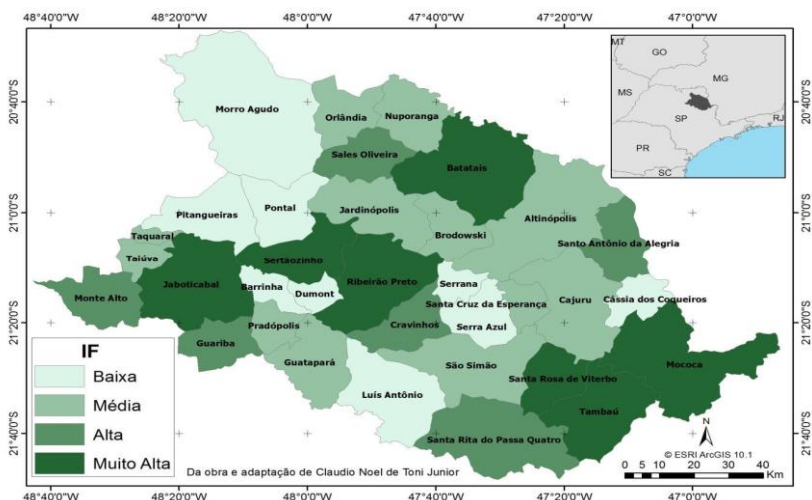 48°40'0"W 48°20'0"W 48°0'0"W 47°40'0"W 47°20'0"W 47°0'0"W
MT
GO
MG
MS
SP
RJ
PR
SC
20°40'0"S
20°40'0"S
Morro Agudo
Orlândia
Nuporanga
Sales Oliveira
Batatais
21°0'0"S
21°0'0"S
Pitangueiras
Pontal
Jardinópolis
Altinópolis
Taquaral
Brodowski
Santo Antônio da Alegria
Taiúva
Sertãozinho
Monte Alto
Jaboticabal
Barrinha
Dumont
Ribeirão Preto
Serrana
Santa Cruz da Esperança
Cajuru
Cássia dos Coqueiros
21°20'0"S
21°20'0"S
Pradópolis
Cravinhos
Serra Azul
Guariba
Guatapará
São Simão
Mococa
Luís Antônio
Santa Rosa de Viterbo
Tambaú
21°40'0"S
21°40'0"S
Santa Rita do Passa Quatro
IF
Baixa
Média
Alta
Muito Alta
Da obra e adaptação de Claudio Noel de Toni Junior
N
© ESRI ArcGIS 10.1
0 5 10 20 30 40
Km
48°40'0"W 48°20'0"W 48°0'0"W 47°40'0"W 47°20'0"W 47°0'0"W